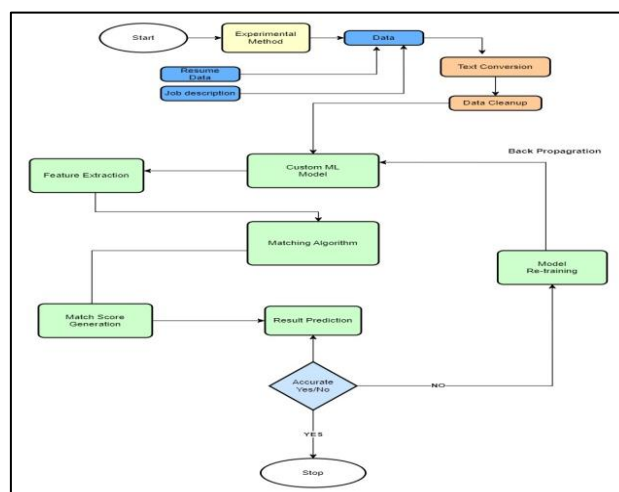 Start
Experimental
Method
Data
Resume
Data
Job description
Text Conversion
Data Cleanup
Back Propagration
Custom ML
Model
Feature Extraction
Matching Algorithm
Model
Re-training
Match Score
Generation
Result Prediction
Accurate
Yes/No
NO
YES
Stop